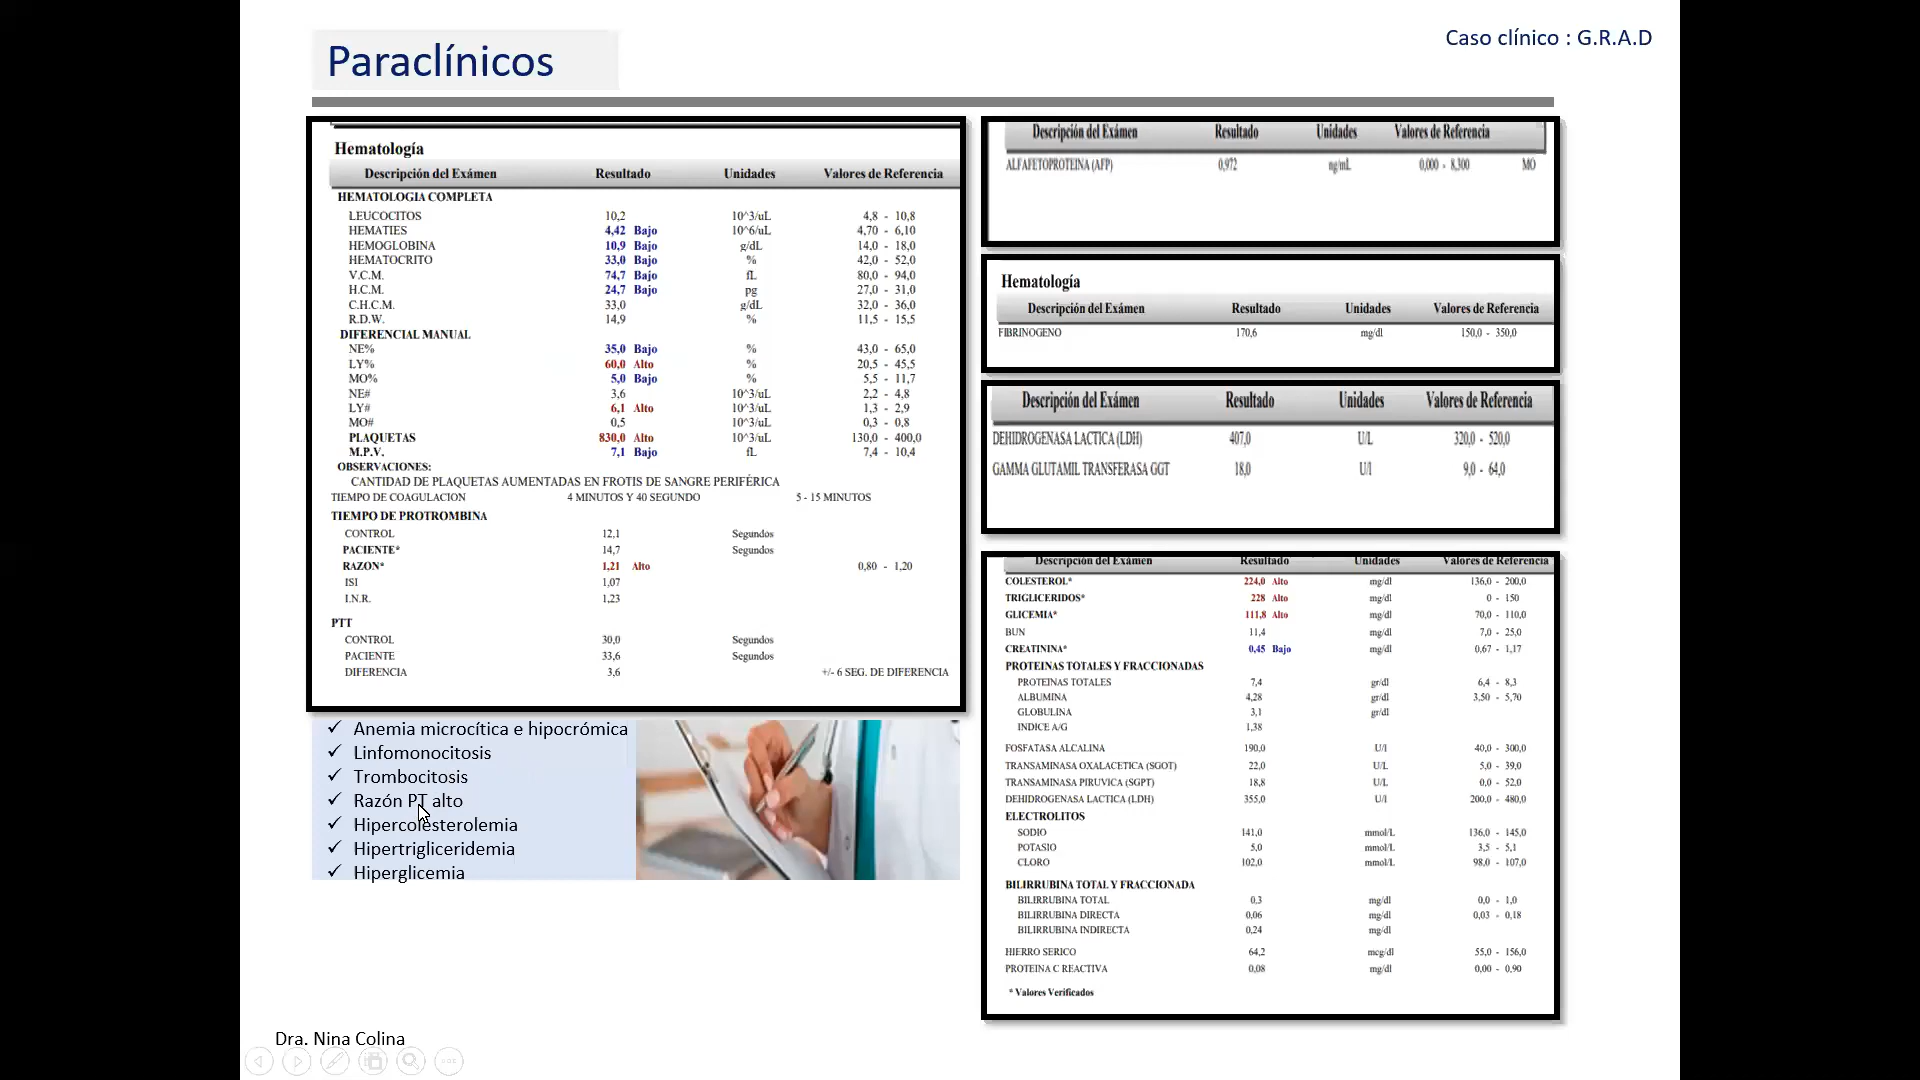 Paraclínicos
Caso clínico : G.R.A.D
Hematología
Descripción del Exámen Resultado Unidades Valores de Referencia
HEMATOLOGIA COMPLETA
LEUCOCITOS 10,2 10^3/uL 4,8 - 10,8
HEMATIES 4,42 Bajo 10^6/uL 4,70 - 6,10
HEMOGLOBINA 10,9 Bajo g/dL 14,0 - 18,0
HEMATOCRITO 33,0 Bajo % 42,0 - 52,0
V.C.M. 74,7 Bajo fL 80,0 - 94,0
H.C.M. 24,7 Bajo pg 27,0 - 31,0
C.H.C.M. 33,0 g/dL 32,0 - 36,0
R.D.W. 14,9 % 11,5 - 15,5
DIFERENCIAL MANUAL
NE% 35,0 Bajo % 43,0 - 65,0
LY% 60,0 Alto % 20,5 - 45,5
MO% 5,0 Bajo % 5,5 - 11,7
NE# 3,6 10^3/uL 2,2 - 4,8
LY# 6,1 Alto 10^3/uL 1,3 - 2,9
MO# 0,5 10^3/uL 0,3 - 0,8
PLAQUETAS 830,0 Alto 10^3/uL 130,0 - 400,0
M.P.V. 7,1 Bajo fL 7,4 - 10,4
OBSERVACIONES:
CANTIDAD DE PLAQUETAS AUMENTADAS EN FROTIS DE SANGRE PERIFÉRICA
TIEMPO DE COAGULACION 4 MINUTOS Y 40 SEGUNDO 5 - 15 MINUTOS
TIEMPO DE PROTROMBINA
CONTROL 12,1 Segundos
PACIENTE* 14,7 Segundos
RAZON* 1,21 Alto 0,80 - 1,20
ISI 1,07
I.N.R. 1,23
PTT
CONTROL 30,0 Segundos
PACIENTE 33,6 Segundos
DIFERENCIA 3,6 +/- 6 SEG. DE DIFERENCIA
✓ Anemia microcítica e hipocrómica
✓ Linfomonocitosis
✓ Trombocitosis
✓ Razón PT alto
✓ Hipercolesterolemia
✓ Hipertrigliceridemia
✓ Hiperglicemia
Descripción del Exámen Resultado Unidades Valores de Referencia
ALFAFETOPROTEINA (AFP) 0,972 ng/mL 0,000 - 8,300 MO
Hematología
Descripción del Exámen Resultado Unidades Valores de Referencia
FIBRINOGENO 170,6 mg/dl 150,0 - 350,0
Descripción del Exámen Resultado Unidades Valores de Referencia
DEHIDROGENASA LACTICA (LDH) 407,0 U/L 320,0 - 520,0
GAMMA GLUTAMIL TRANSFERASA GGT 18,0 U/l 9,0 - 64,0
Descripción del Exámen Resultado Unidades Valores de Referencia
COLESTEROL* 224,0 Alto mg/dl 136,0 - 200,0
TRIGLICERIDOS* 228 Alto mg/dl 0 - 150
GLICEMIA* 111,8 Alto mg/dl 70,0 - 110,0
BUN 11,4 mg/dl 7,0 - 25,0
CREATININA* 0,45 Bajo mg/dl 0,67 - 1,17
PROTEINAS TOTALES Y FRACCIONADAS
PROTEINAS TOTALES 7,4 gr/dl 6,4 - 8,3
ALBUMINA 4,28 gr/dl 3,50 - 5,70
GLOBULINA 3,1 gr/dl
INDICE A/G 1,38
FOSFATASA ALCALINA 190,0 U/l 40,0 - 300,0
TRANSAMINASA OXALACETICA (SGOT) 22,0 U/L 5,0 - 39,0
TRANSAMINASA PIRUVICA (SGPT) 18,8 U/L 0,0 - 52,0
DEHIDROGENASA LACTICA (LDH) 355,0 U/l 200,0 - 480,0
ELECTROLITOS
SODIO 141,0 mmol/L 136,0 - 145,0
POTASIO 5,0 mmol/L 3,5 - 5,1
CLORO 102,0 mmol/L 98,0 - 107,0
BILIRRUBINA TOTAL Y FRACCIONADA
BILIRRUBINA TOTAL 0,3 mg/dl 0,0 - 1,0
BILIRRUBINA DIRECTA 0,06 mg/dl 0,03 - 0,18
BILIRRUBINA INDIRECTA 0,24 mg/dl
HIERRO SERICO 64,2 mcg/dl 55,0 - 156,0
PROTEINA C REACTIVA 0,08 mg/dl 0,00 - 0,90
* Valores Verificados
Dra. Nina Colina